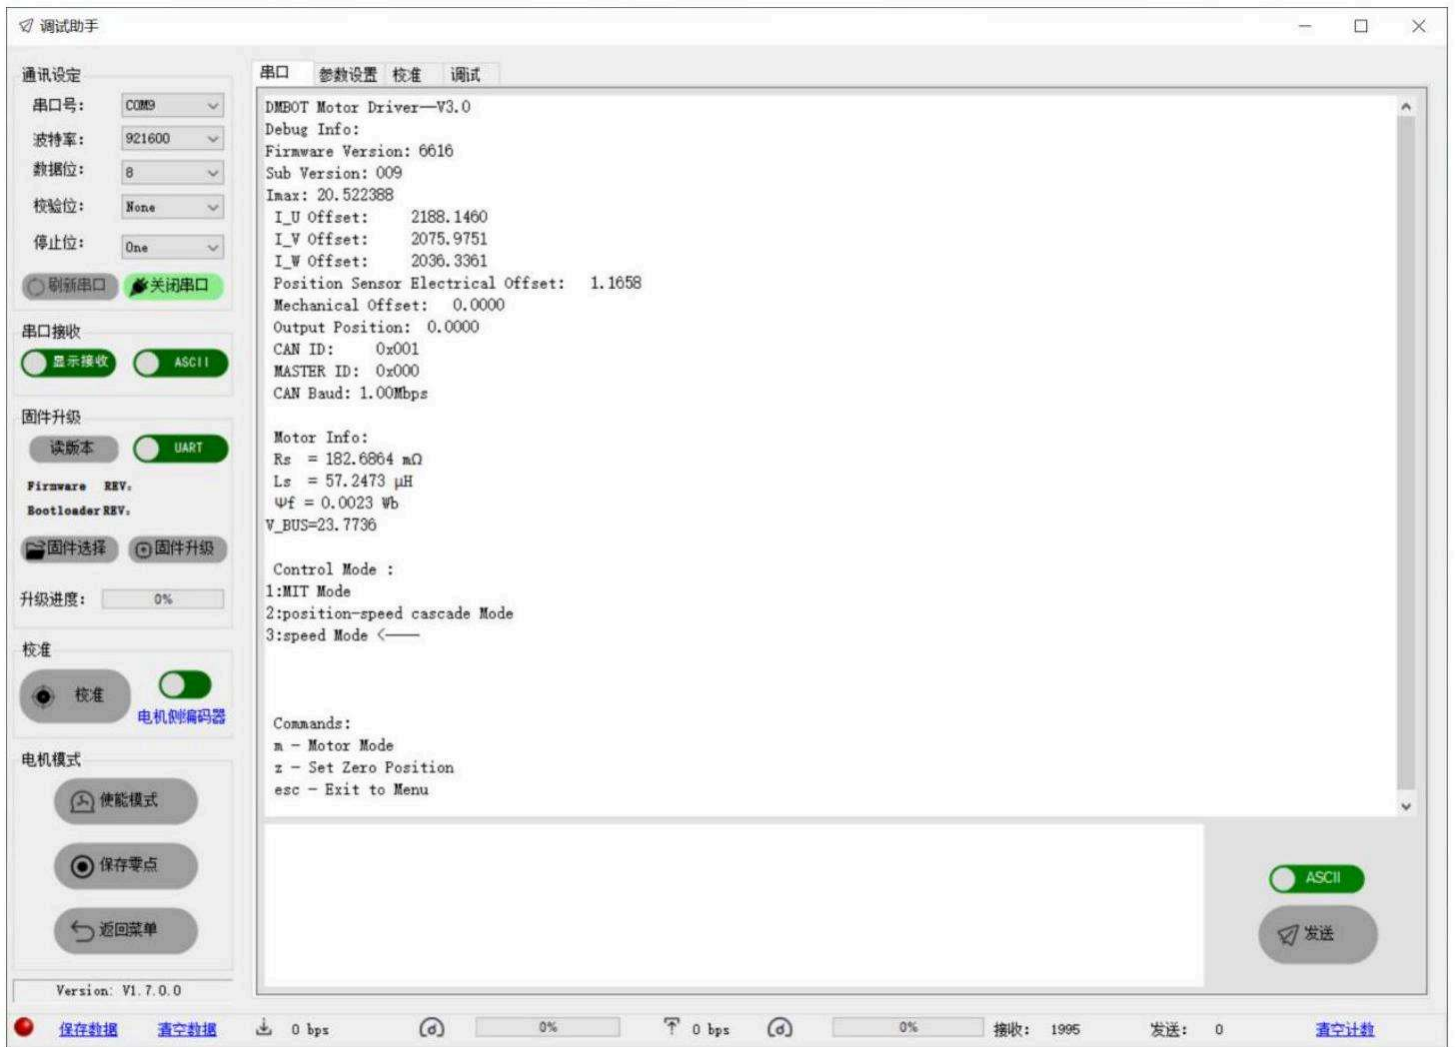 调试助手
通讯设定
串口号: COM9
波特率: 921600
数据位: 8
校验位: None
停止位: One
刷新串口 关闭串口
串口接收
显示接收 ASCII
固件升级
读版本 UART
Firmware REV:
Bootloader REV:
固件选择 固件升级
升级进度: 0%
校准
校准
电机侧编码器
电机模式
使能模式
保存零点
返回菜单
Version: V1.7.0.0
串口 参数设置 校准 调试
DMBOT Motor Driver——V3.0
Debug Info:
Firmware Version: 6616
Sub Version: 009
Imax: 20.522388
I_U Offset: 2188.1460
I_V Offset: 2075.9751
I_W Offset: 2036.3361
Position Sensor Electrical Offset: 1.1658
Mechanical Offset: 0.0000
Output Position: 0.0000
CAN ID: 0x001
MASTER ID: 0x000
CAN Baud: 1.00Mbps
Motor Info:
Rs = 182.6864 mΩ
Ls = 57.2473 μH
Ψf = 0.0023 Wb
V_BUS=23.7736
Control Mode :
1:MIT Mode
2:position-speed cascade Mode
3:speed Mode <——
Commands:
m - Motor Mode
z - Set Zero Position
esc - Exit to Menu
ASCII
发送
保存数据 清空数据 0 bps 0% 0 bps 0% 接收: 1995 发送: 0 清空计数